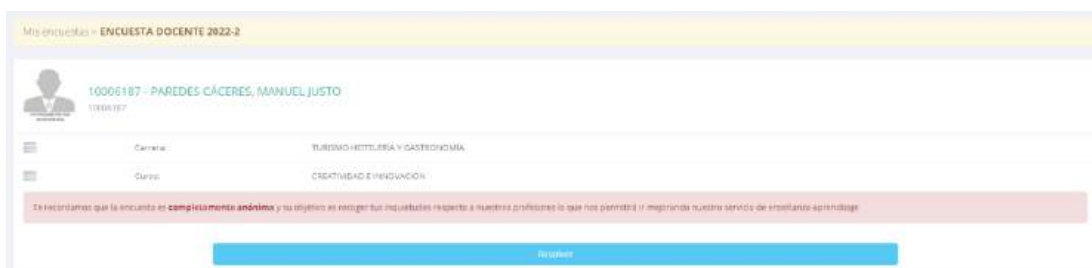 Mis encuestas » ENCUESTA DOCENTE 2022-2
10006187 - PAREDES CÁCERES, MANUEL JUSTO
10006187
Carrera:
TURISMO HOTELERÍA Y GASTRONOMÍA
Curso:
CREATIVIDAD E INNOVACIÓN
Te recordamos que la encuesta es completamente anónima y su objetivo es recoger tus inquietudes respecto a nuestros profesores lo que nos permitirá ir mejorando nuestro servicio de enseñanza-aprendizaje
Resolver